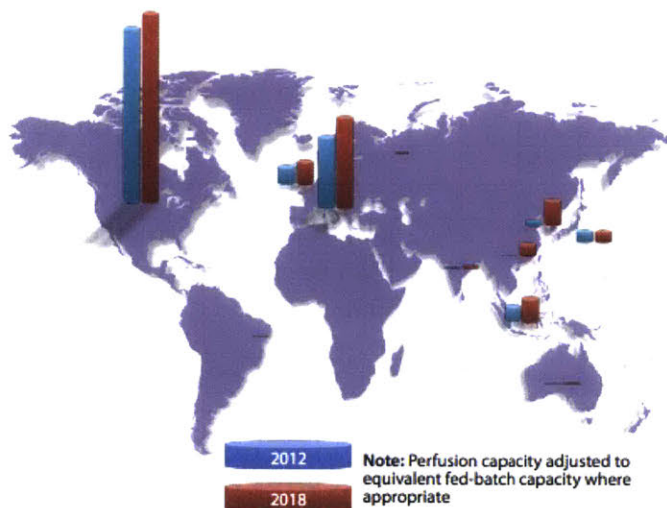 2012
Note: Perfusion capacity adjusted to
equivalent fed-batch capacity where
2018
appropriate